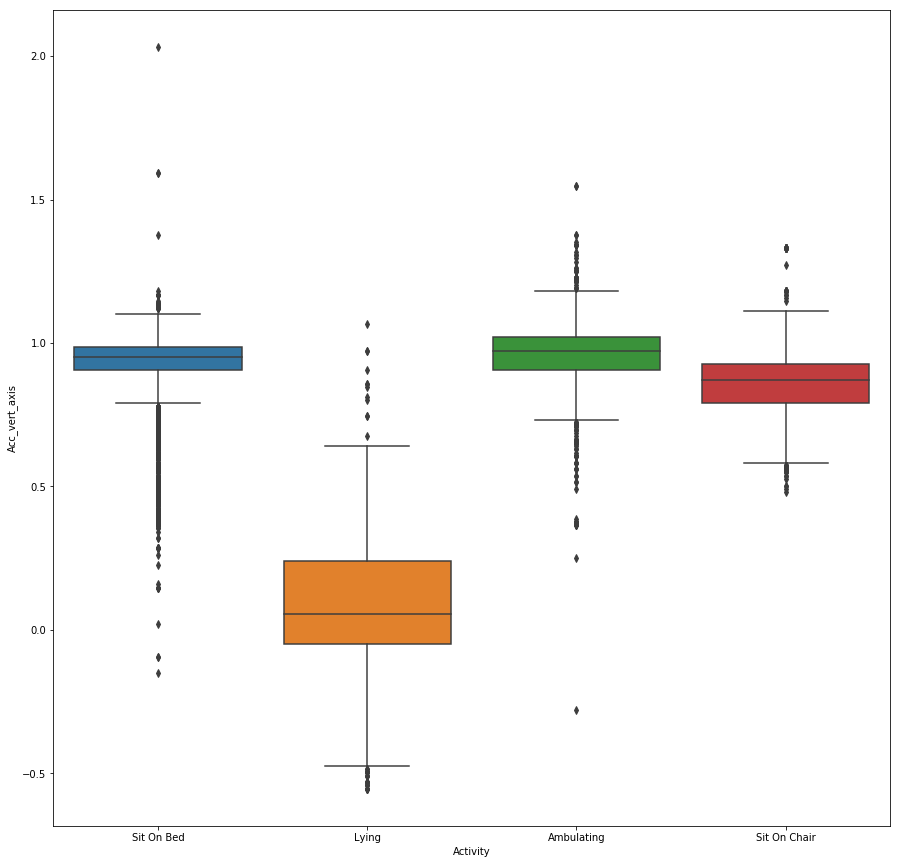 2.0
1.5
1.0
0.5
0.0
−0.5
Acc_vert_axis
Sit On Bed
Lying
Ambulating
Sit On Chair
Activity